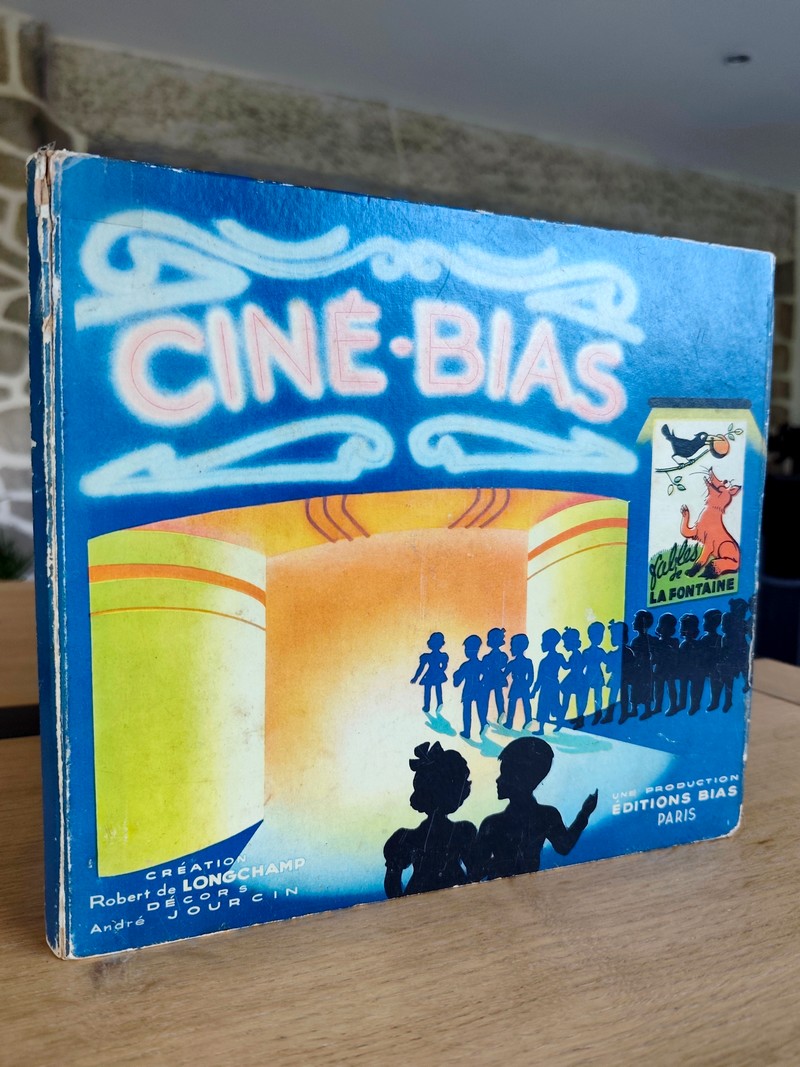 CINÉ·BIAS
fables
de
LA FONTAINE
UNE PRODUCTION
ÉDITIONS BIAS
PARIS
CRÉATION
Robert de LONGCHAMP
DÉCORS
André JOURCIN